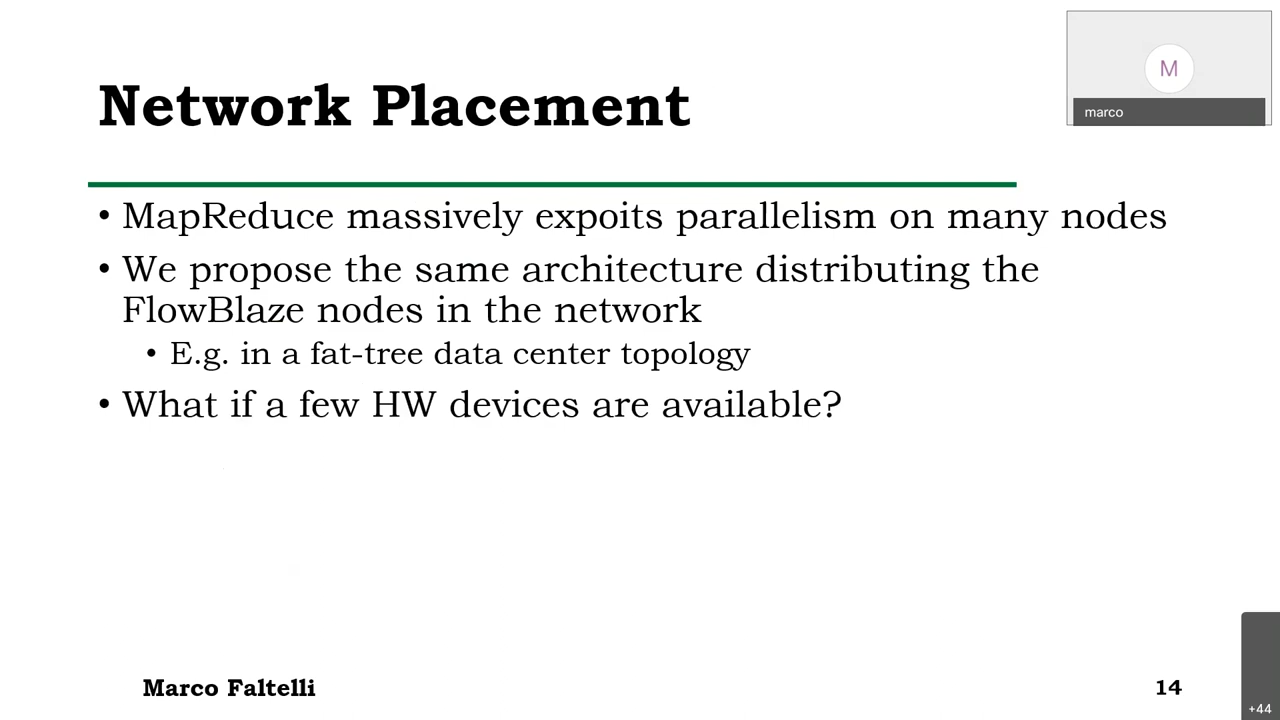 Network Placement
M
marco
• MapReduce massively expoits parallelism on many nodes
• We propose the same architecture distributing the
FlowBlaze nodes in the network
• E.g. in a fat-tree data center topology
• What if a few HW devices are available?
Marco Faltelli
14
+44